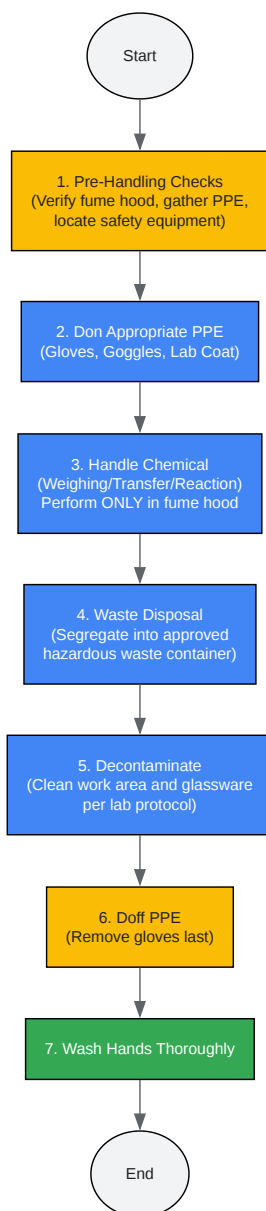 Start
1. Pre-Handling Checks
(Verify fume hood, gather PPE,
locate safety equipment)
2. Don Appropriate PPE
(Gloves, Goggles, Lab Coat)
3. Handle Chemical
(Weighing/Transfer/Reaction)
Perform ONLY in fume hood
4. Waste Disposal
(Segregate into approved
hazardous waste container)
5. Decontaminate
(Clean work area and glassware
per lab protocol)
6. Doff PPE
(Remove gloves last)
7. Wash Hands Thoroughly
End